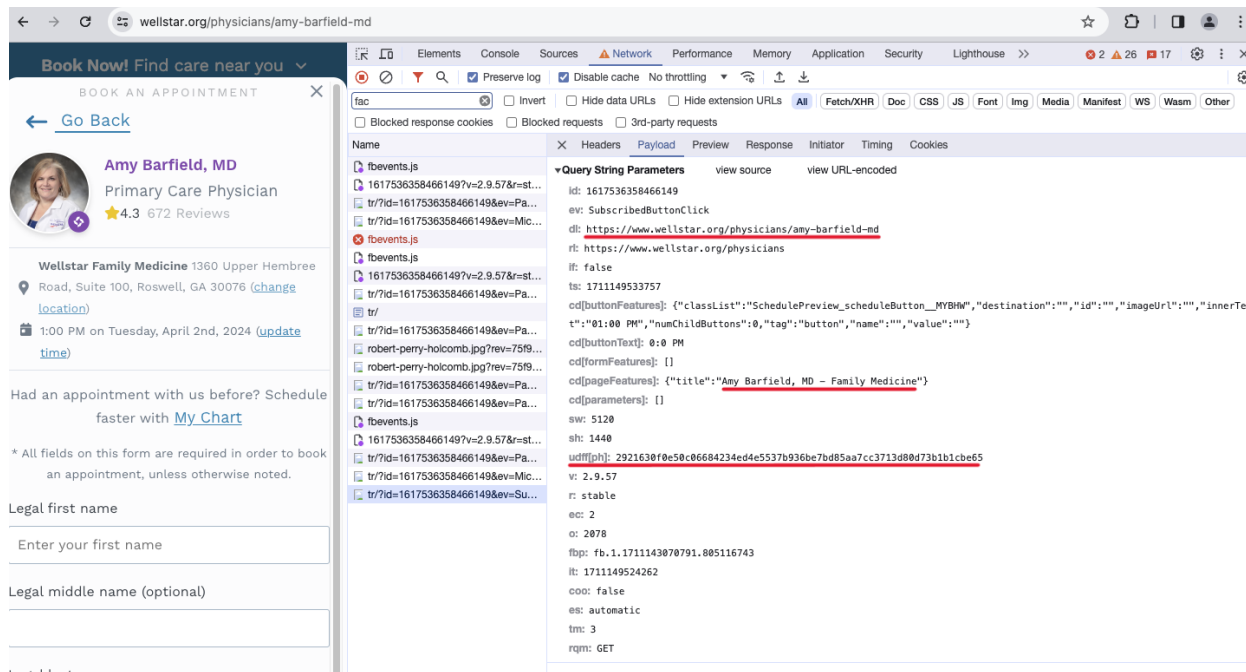 wellstar.org/physicians/amy-barfield-md
Book Now! Find care near you
BOOK AN APPOINTMENT
Go Back
Amy Barfield, MD
Primary Care Physician
4.3 672 Reviews
Wellstar Family Medicine 1360 Upper Hembree
Road, Suite 100, Roswell, GA 30076 (change
location)
1:00 PM on Tuesday, April 2nd, 2024 (update
time)
Had an appointment with us before? Schedule
faster with My Chart
* All fields on this form are required in order to book
an appointment, unless otherwise noted.
Legal first name
Enter your first name
Legal middle name (optional)
Elements Console Sources Network Performance Memory Application Security Lighthouse >> 2 26 17
Preserve log Disable cache No throttling
fac Invert Hide data URLs Hide extension URLs All Fetch/XHR Doc CSS JS Font Img Media Manifest WS Wasm Other
Blocked response cookies Blocked requests 3rd-party requests
Name
fbevents.js
1617536358466149?v=2.9.57&r=st...
tr/?id=1617536358466149&ev=Pa...
tr/?id=1617536358466149&ev=Mic...
fbevents.js
fbevents.js
1617536358466149?v=2.9.57&r=st...
tr/?id=1617536358466149&ev=Pa...
tr/
tr/?id=1617536358466149&ev=Pa...
robert-perry-holcomb.jpg?rev=75f9...
robert-perry-holcomb.jpg?rev=75f9...
tr/?id=1617536358466149&ev=Pa...
tr/?id=1617536358466149&ev=Pa...
fbevents.js
1617536358466149?v=2.9.57&r=st...
tr/?id=1617536358466149&ev=Pa...
tr/?id=1617536358466149&ev=Mic...
tr/?id=1617536358466149&ev=Su...
Headers Payload Preview Response Initiator Timing Cookies
Query String Parameters view source view URL-encoded
id: 1617536358466149
ev: SubscribedButtonClick
dl: https://www.wellstar.org/physicians/amy-barfield-md
rl: https://www.wellstar.org/physicians
if: false
ts: 1711149533757
cd[buttonFeatures]: {"classList":"SchedulePreview_scheduleButton__MYBHW","destination":"","id":"","imageUrl":"","innerTe
t":"01:00 PM","numChildButtons":0,"tag":"button","name":"","value":""}
cd[buttonText]: 0:0 PM
cd[formFeatures]: []
cd[pageFeatures]: {"title":"Amy Barfield, MD – Family Medicine"}
cd[parameters]: []
sw: 5120
sh: 1440
udff[ph]: 2921630f0e50c06684234ed4e5537b936be7bd85aa7cc3713d80d73b1b1cbe65
v: 2.9.57
r: stable
ec: 2
o: 2078
fbp: fb.1.1711143070791.805116743
it: 1711149524262
coo: false
es: automatic
tm: 3
rqm: GET